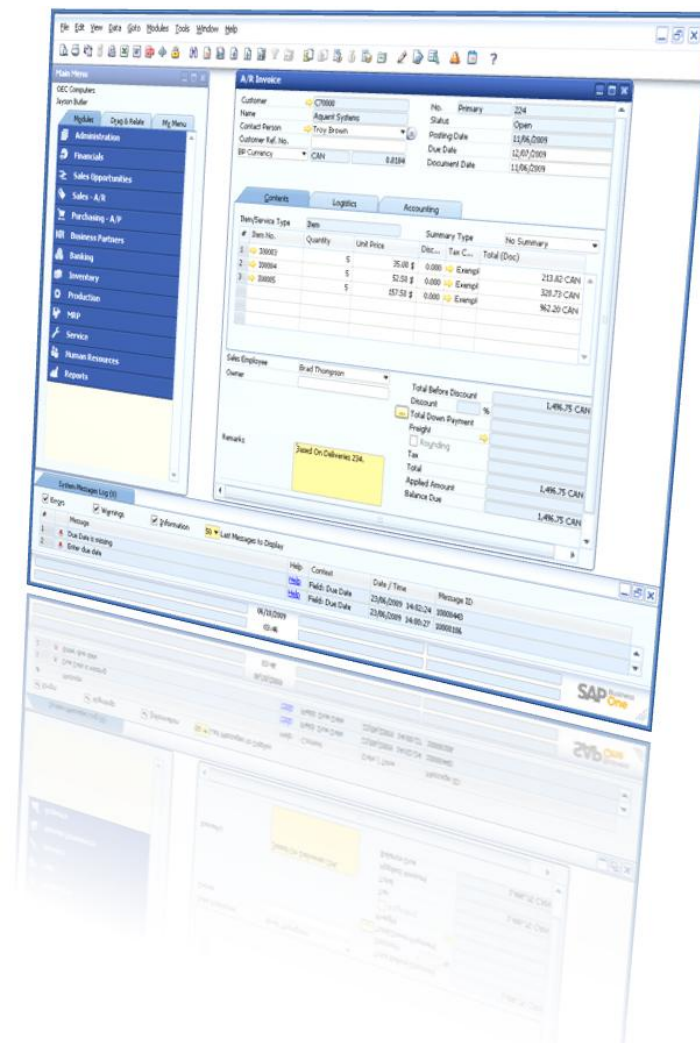 File Edit View Data Goto Modules Tools Window Help
Main Menu
OEC Computers
Jayson Butler
Modules Drag & Relate My Menu
Administration
Financials
Sales Opportunities
Sales - A/R
Purchasing - A/P
Business Partners
Banking
Inventory
Production
MRP
Service
Human Resources
Reports
A/R Invoice
Customer C70000
Name Aquent Systems
Contact Person Troy Brown
Customer Ref. No.
BP Currency CAN 0.8184
No. Primary 224
Status Open
Posting Date 11/06/2009
Due Date 12/07/2009
Document Date 11/06/2009
Contents Logistics Accounting
Item/Service Type Item Summary Type No Summary
# Item No. Quantity Unit Price Disc... Tax C... Total (Doc)
1 I00003 5 35.00 $ 0.000 Exempt 213.82 CAN
2 I00004 5 52.50 $ 0.000 Exempt 320.73 CAN
3 I00005 5 157.50 $ 0.000 Exempt 962.20 CAN
Sales Employee Brad Thompson
Owner
Remarks Based On Deliveries 234.
Total Before Discount 1,496.75 CAN
Discount %
Total Down Payment
Freight
Rounding
Tax
Total 1,496.75 CAN
Applied Amount
Balance Due 1,496.75 CAN
System Messages Log (8)
Errors Warnings Information 50 Last Messages to Display
# Message Help Context Date / Time Message ID
1 Due Date is missing Help Field: Due Date 23/06/2009 14:02:24 10000443
2 Enter due date Help Field: Due Date 23/06/2009 14:00:27 10000106
SAP Business One